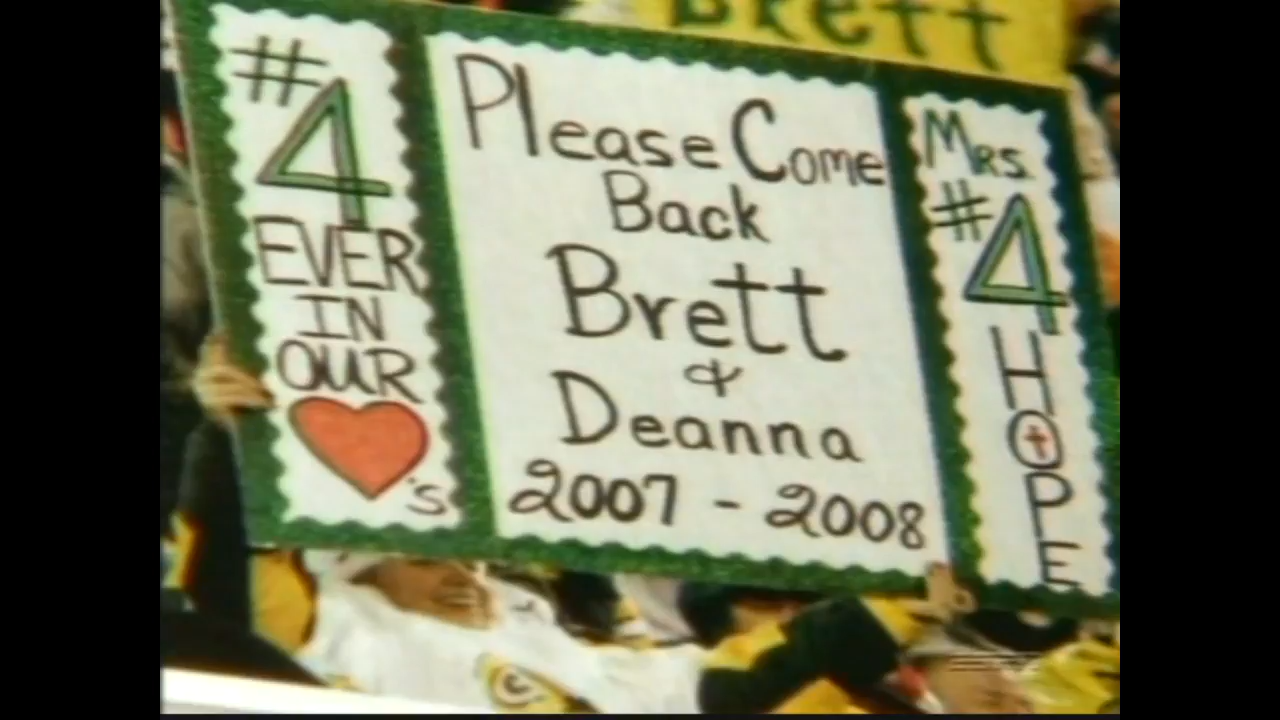 Brett
#4
EVER
IN
OUR
'S
Please Come
Back
Brett
&
Deanna
2007 - 2008
MRS.
#4
HOPE
G